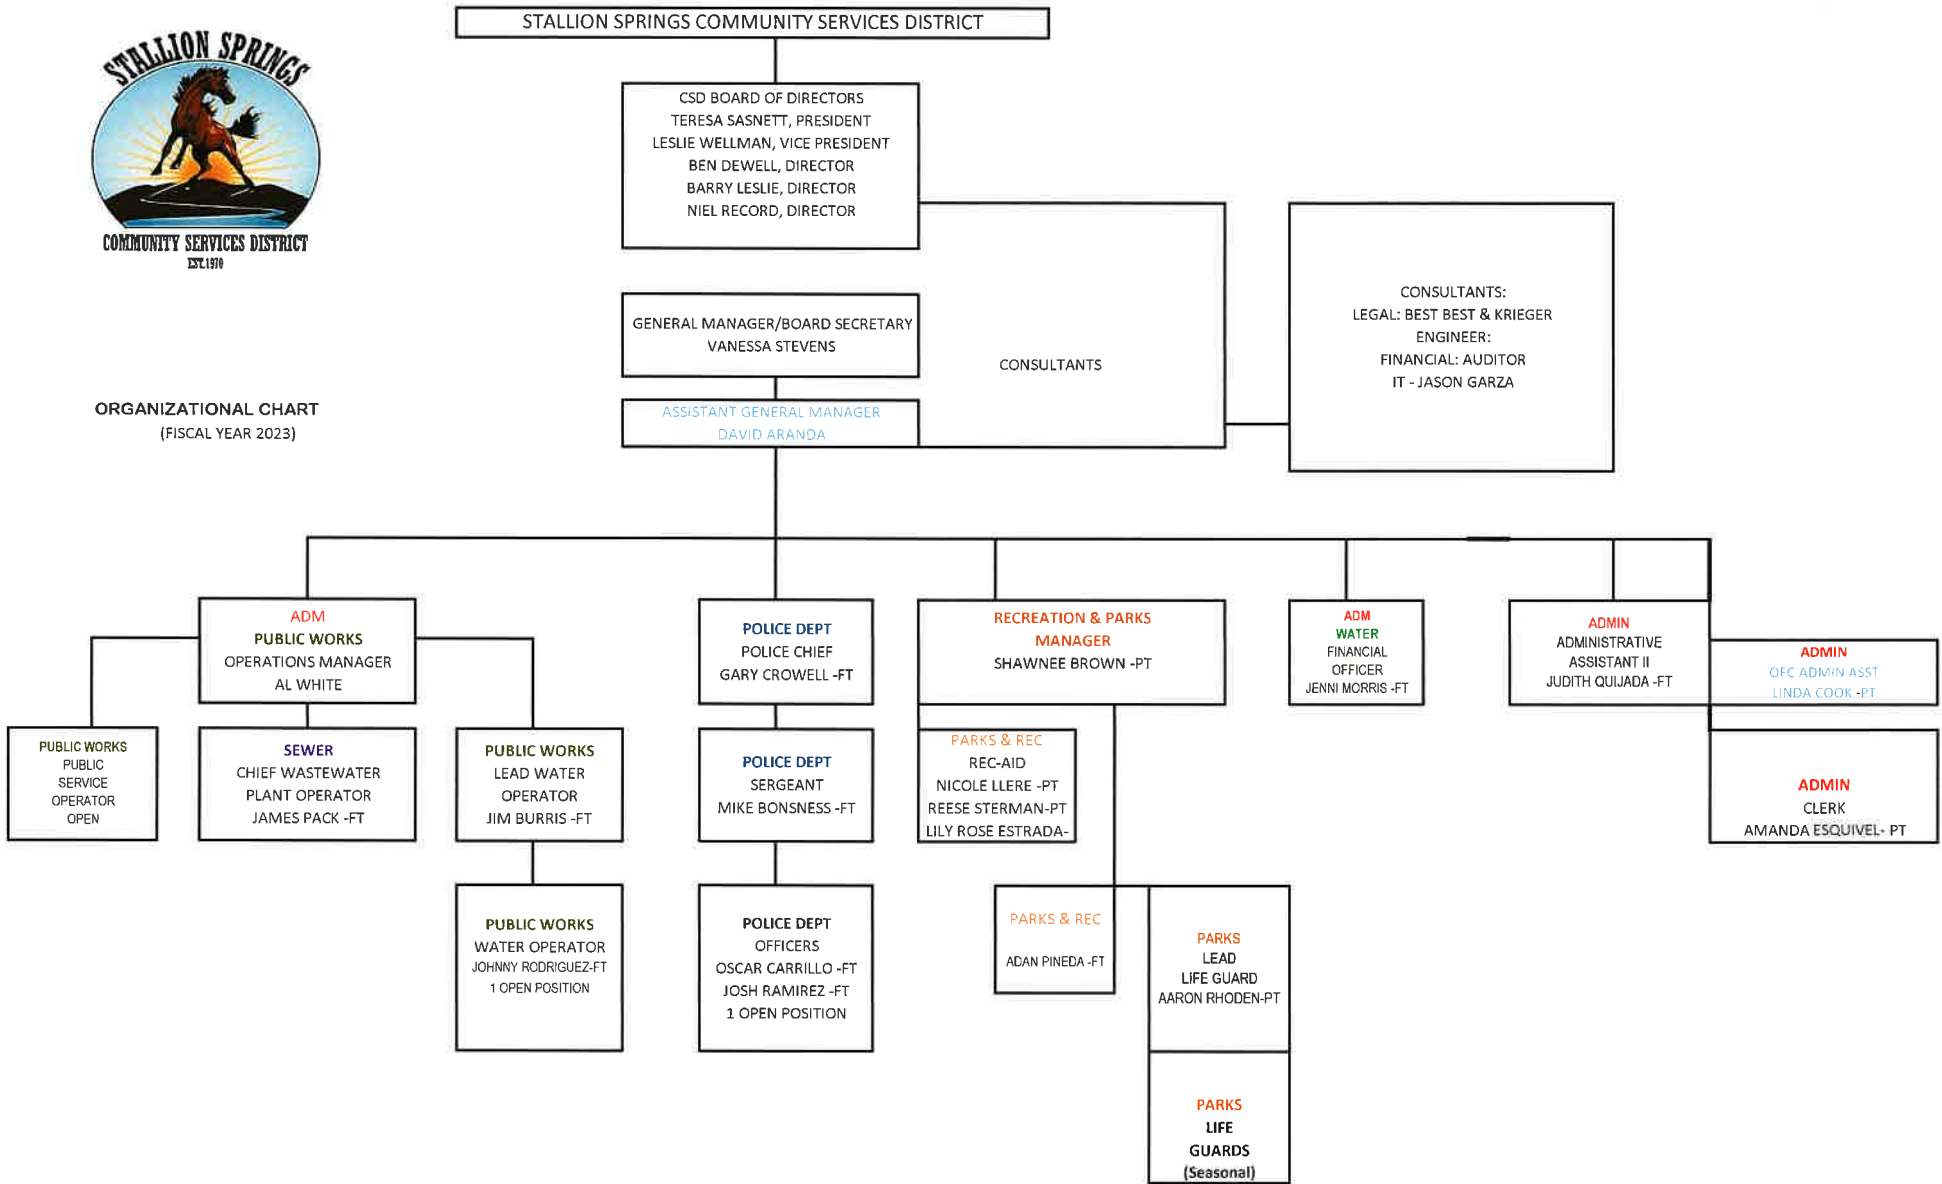 STALLION SPRINGS COMMUNITY SERVICES DISTRICT
STALLION SPRINGS
COMMUNITY SERVICES DISTRICT
EST.1970
CSD BOARD OF DIRECTORS
TERESA SASNETT, PRESIDENT
LESLIE WELLMAN, VICE PRESIDENT
BEN DEWELL, DIRECTOR
BARRY LESLIE, DIRECTOR
NIEL RECORD, DIRECTOR
GENERAL MANAGER/BOARD SECRETARY
VANESSA STEVENS
CONSULTANTS
CONSULTANTS:
LEGAL: BEST BEST & KRIEGER
ENGINEER:
FINANCIAL: AUDITOR
IT - JASON GARZA
ORGANIZATIONAL CHART
(FISCAL YEAR 2023)
ASSISTANT GENERAL MANAGER
DAVID ARANDA
ADM
PUBLIC WORKS
OPERATIONS MANAGER
AL WHITE
POLICE DEPT
POLICE CHIEF
GARY CROWELL -FT
RECREATION & PARKS
MANAGER
SHAWNEE BROWN -PT
ADM
WATER
FINANCIAL
OFFICER
JENNI MORRIS -FT
ADMIN
ADMINISTRATIVE
ASSISTANT II
JUDITH QUIJADA -FT
ADMIN
OFC ADMIN ASST
LINDA COOK -PT
PUBLIC WORKS
PUBLIC
SERVICE
OPERATOR
OPEN
SEWER
CHIEF WASTEWATER
PLANT OPERATOR
JAMES PACK -FT
PUBLIC WORKS
LEAD WATER
OPERATOR
JIM BURRIS -FT
POLICE DEPT
SERGEANT
MIKE BONSNESS -FT
PARKS & REC
REC-AID
NICOLE LLERE -PT
REESE STERMAN-PT
LILY ROSE ESTRADA-
ADMIN
CLERK
AMANDA ESQUIVEL- PT
PUBLIC WORKS
WATER OPERATOR
JOHNNY RODRIGUEZ-FT
1 OPEN POSITION
POLICE DEPT
OFFICERS
OSCAR CARRILLO -FT
JOSH RAMIREZ -FT
1 OPEN POSITION
PARKS & REC
ADAN PINEDA -FT
PARKS
LEAD
LIFE GUARD
AARON RHODEN-PT
PARKS
LIFE
GUARDS
(Seasonal)